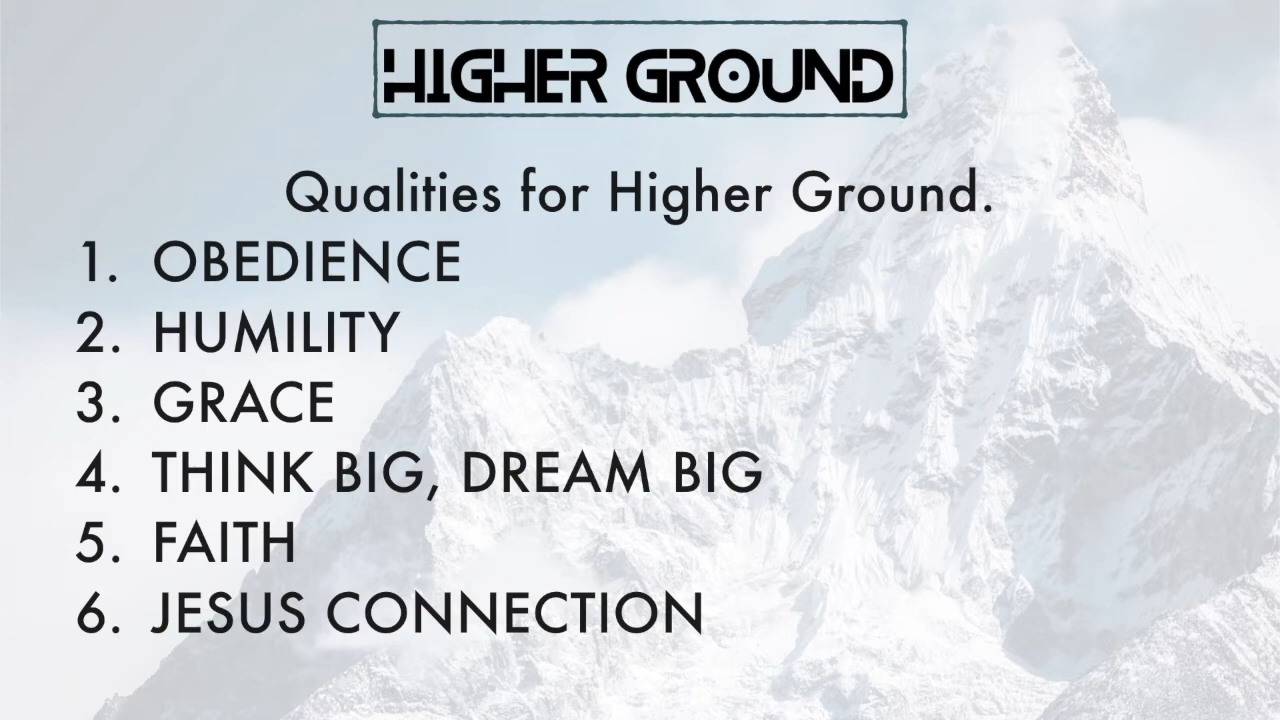 HIGHER GROUND
Qualities for Higher Ground.
1. OBEDIENCE
2. HUMILITY
3. GRACE
4. THINK BIG, DREAM BIG
5. FAITH
6. JESUS CONNECTION